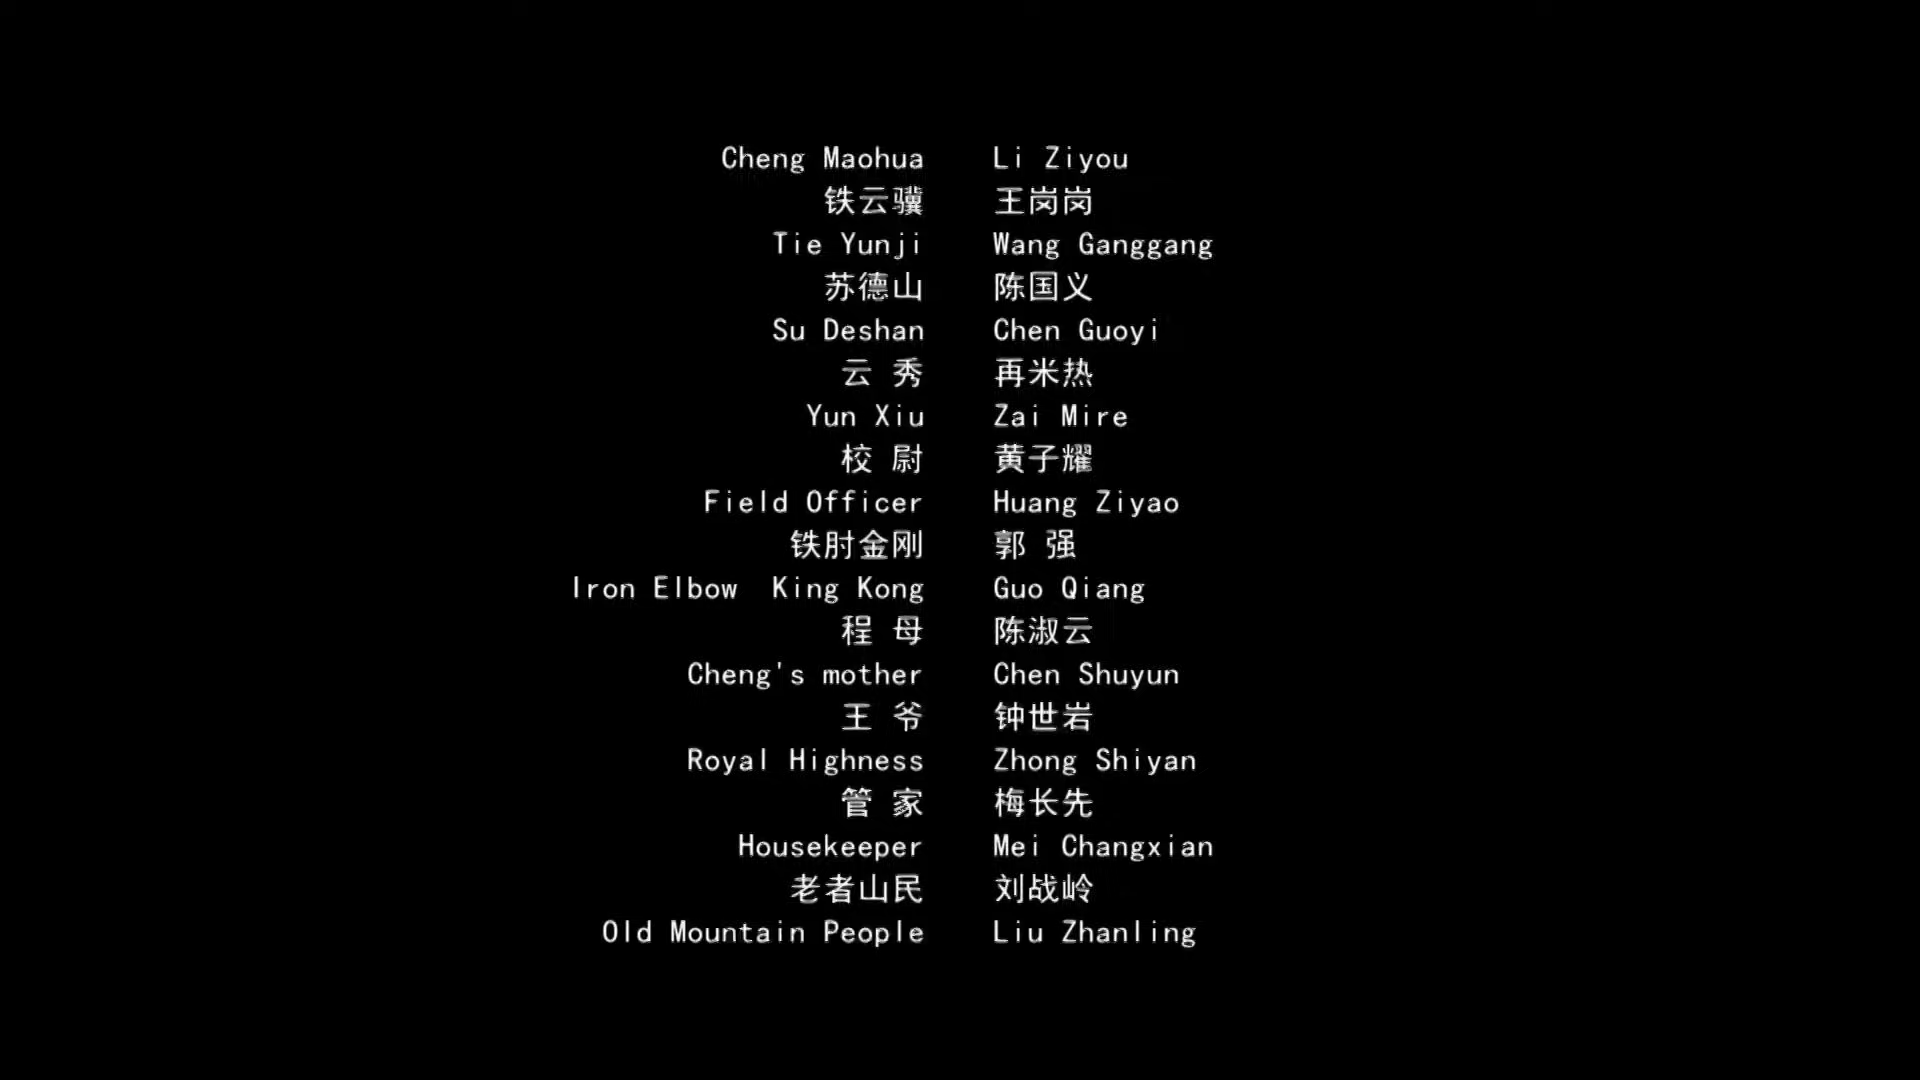 Cheng Maohua    Li Ziyou
铁云骥    王岗岗
Tie Yunji    Wang Ganggang
苏德山    陈国义
Su Deshan    Chen Guoyi
云 秀    再米热
Yun Xiu    Zai Mire
校 尉    黄子耀
Field Officer    Huang Ziyao
铁肘金刚    郭 强
Iron Elbow  King Kong    Guo Qiang
程 母    陈淑云
Cheng's mother    Chen Shuyun
王 爷    钟世岩
Royal Highness    Zhong Shiyan
管 家    梅长先
Housekeeper    Mei Changxian
老者山民    刘战岭
Old Mountain People    Liu Zhanling